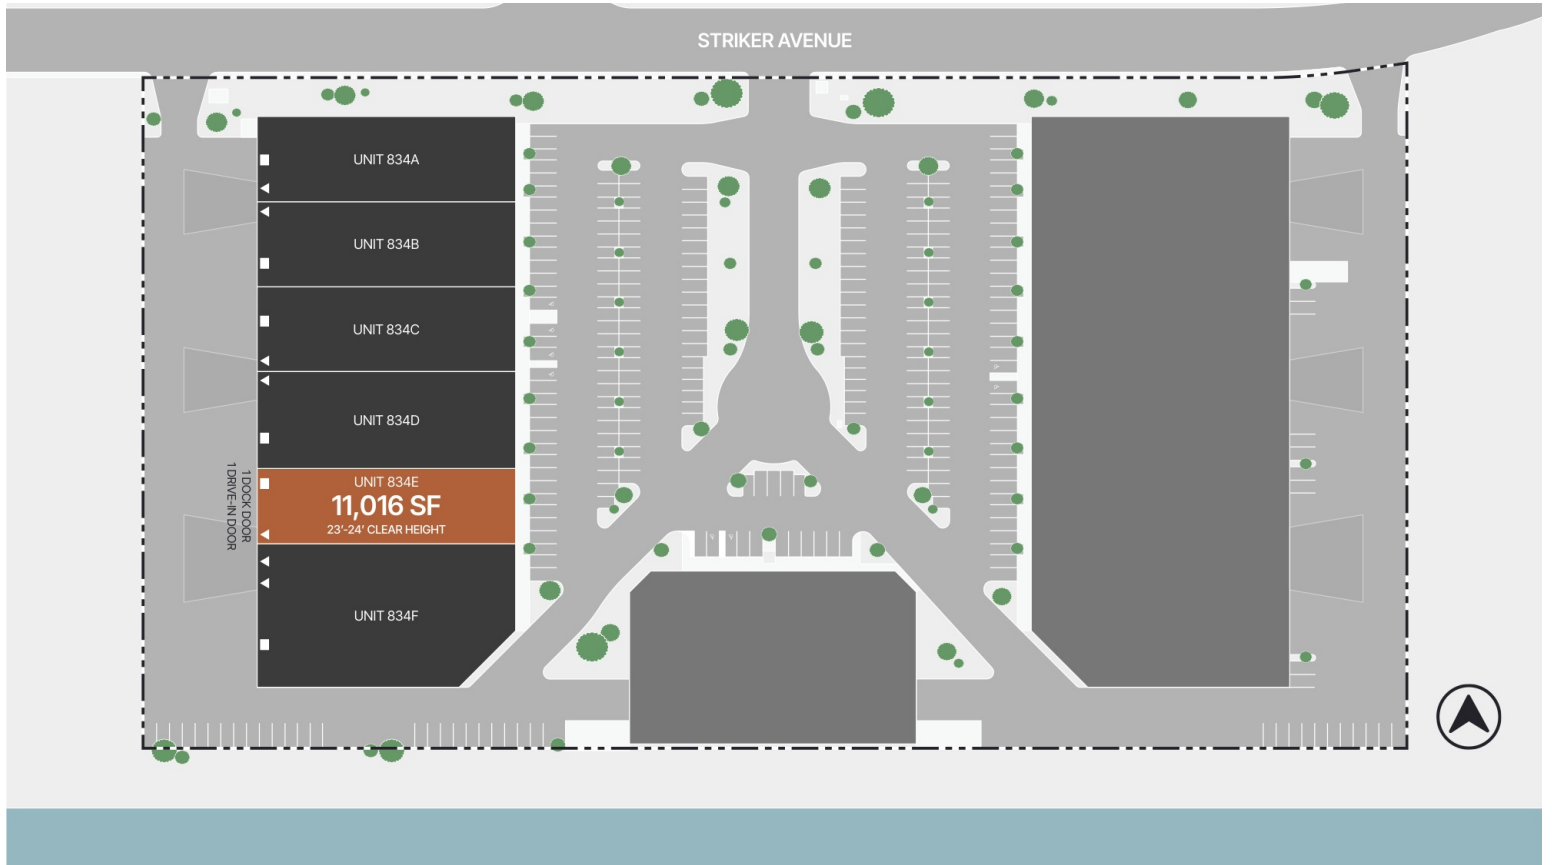 STRIKER AVENUE
UNIT 834A
UNIT 834B
UNIT 834C
UNIT 834D
UNIT 834E
11,016 SF
23'-24' CLEAR HEIGHT
1 DOCK DOOR
1 DRIVE-IN DOOR
UNIT 834F